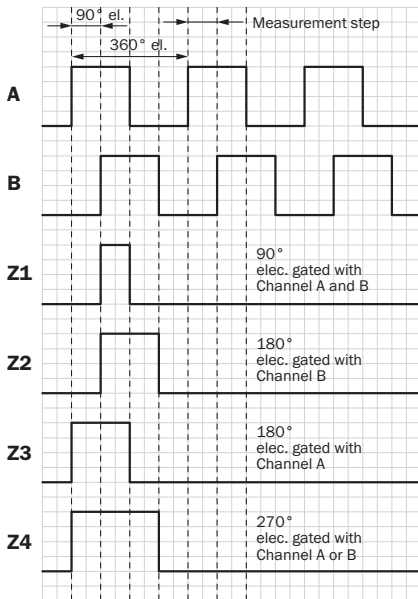 90° el.
Measurement step
360° el.
A
B
Z1
90°
elec. gated with
Channel A and B
Z2
180°
elec. gated with
Channel B
Z3
180°
elec. gated with
Channel A
Z4
270°
elec. gated with
Channel A or B